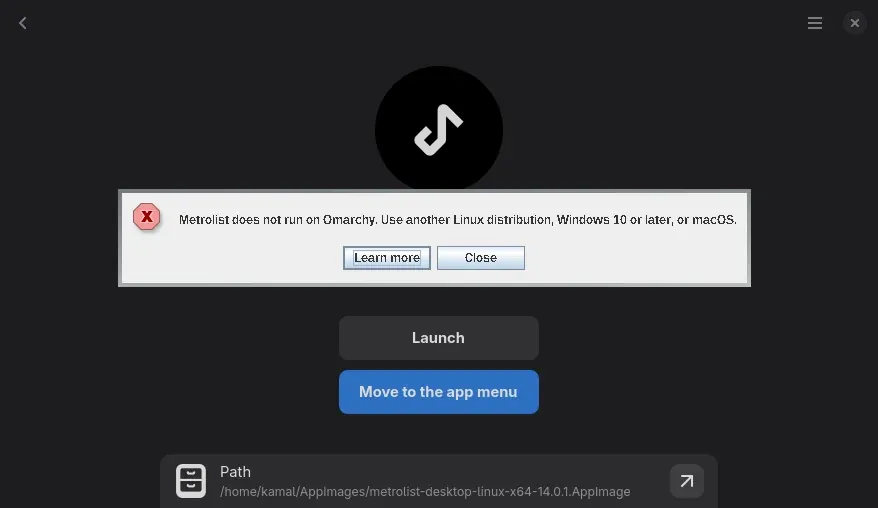 X
Metrolist does not run on Omarchy. Use another Linux distribution, Windows 10 or later, or macOS.
Learn more
Close
Launch
Move to the app menu
Path
/home/kamal/AppImages/metrolist-desktop-linux-x64-14.0.1.AppImage